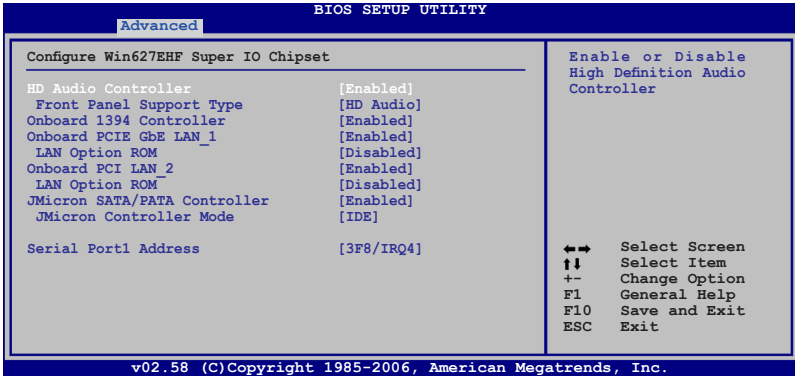 BIOS SETUP UTILITY
Advanced
Configure Win627EHF Super IO Chipset
HD Audio Controller [Enabled]
Front Panel Support Type [HD Audio]
Onboard 1394 Controller [Enabled]
Onboard PCIE GbE LAN_1 [Enabled]
LAN Option ROM [Disabled]
Onboard PCI LAN_2 [Enabled]
LAN Option ROM [Disabled]
JMicron SATA/PATA Controller [Enabled]
JMicron Controller Mode [IDE]
Serial Port1 Address [3F8/IRQ4]
Enable or Disable
High Definition Audio
Controller
←→ Select Screen
↑↓ Select Item
+- Change Option
F1 General Help
F10 Save and Exit
ESC Exit
v02.58 (C)Copyright 1985-2006, American Megatrends, Inc.